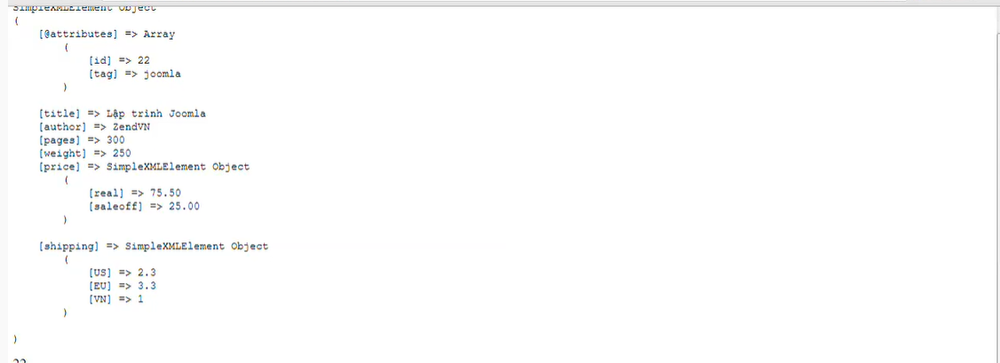 SimpleXMLElement Object
(
[@attributes] => Array
(
[id] => 22
[tag] => joomla
)
[title] => Lập trình Joomla
[author] => ZendVN
[pages] => 300
[weight] => 250
[price] => SimpleXMLElement Object
(
[real] => 75.50
[saleoff] => 25.00
)
[shipping] => SimpleXMLElement Object
(
[US] => 2.3
[EU] => 3.3
[VN] => 1
)
)